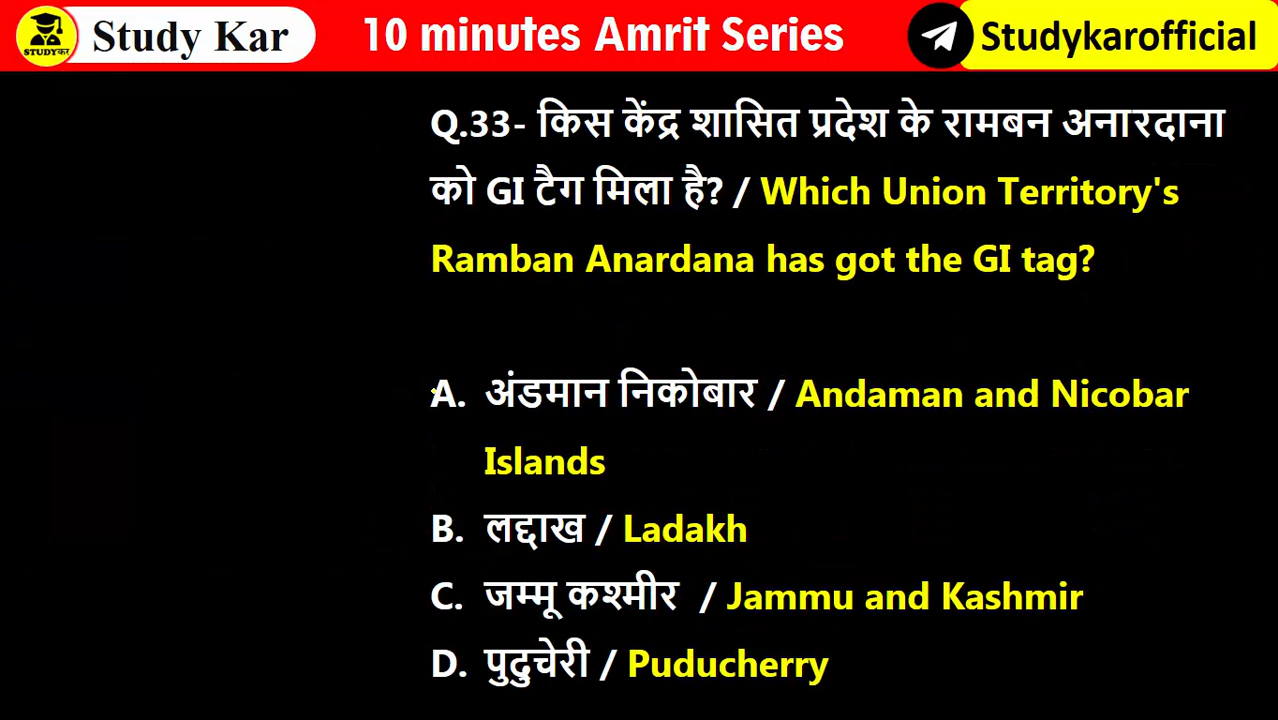 Study Kar
10 minutes Amrit Series
Studykarofficial
STUDYकर
Q.33- किस केंद्र शासित प्रदेश के रामबन अनारदाना
को GI टैग मिला है? / Which Union Territory's
Ramban Anardana has got the GI tag?
A. अंडमान निकोबार / Andaman and Nicobar
Islands
B. लद्दाख / Ladakh
C. जम्मू कश्मीर / Jammu and Kashmir
D. पुदुचेरी / Puducherry